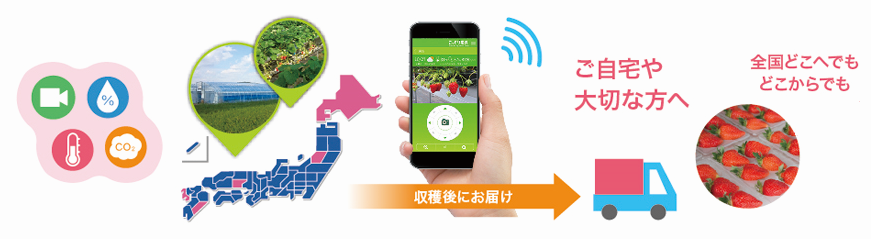 %
CO₂
収穫後にお届け
ご自宅や
大切な方へ
全国どこへでも
どこからでも